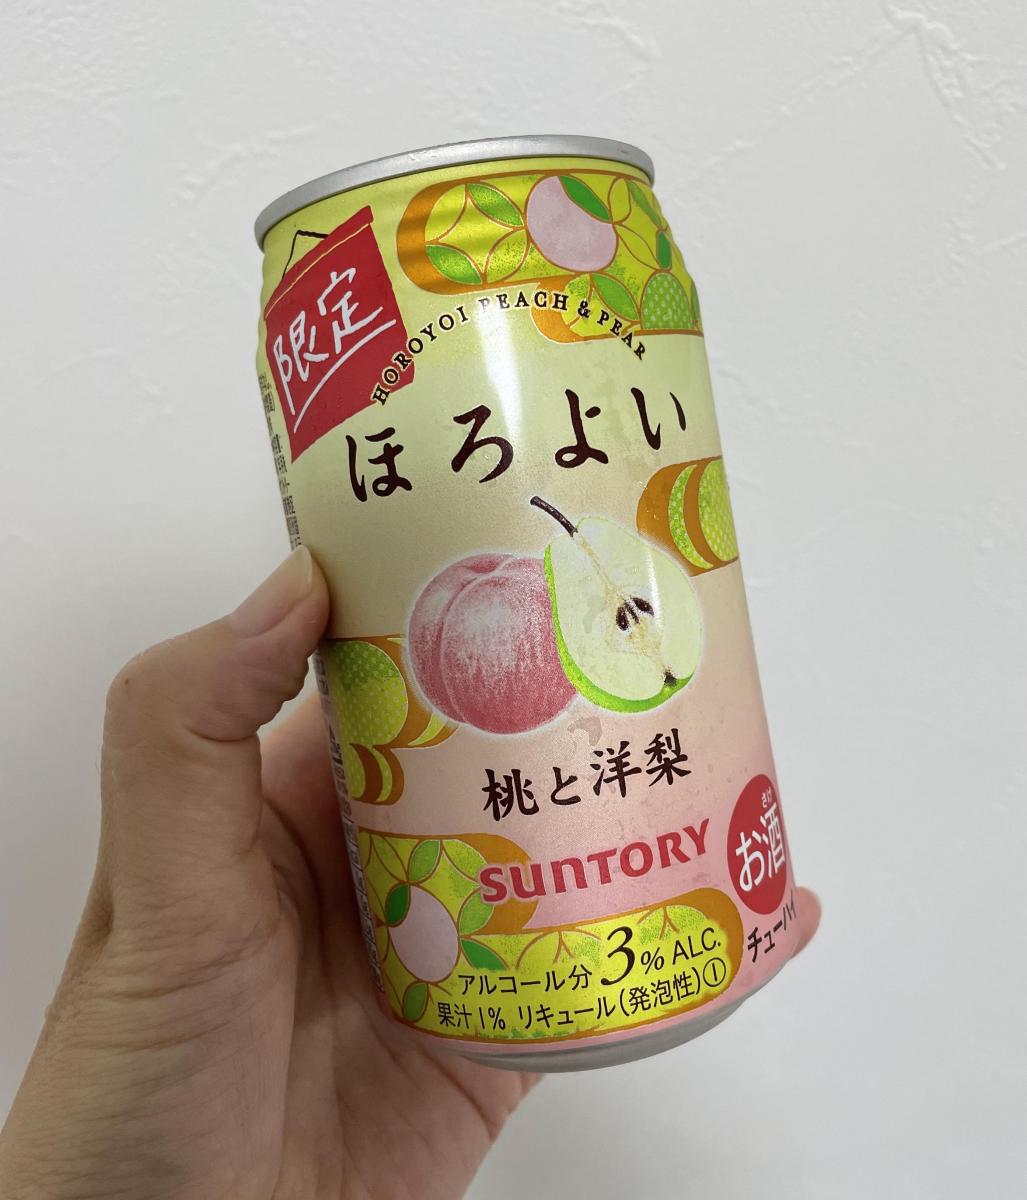 限定
HOROYOI PEACH & PEAR
ほろよい
桃と洋梨
SUNTORY
さけ
お酒
チューハイ
アルコール分 3% ALC.
果汁1% リキュール(発泡性)①